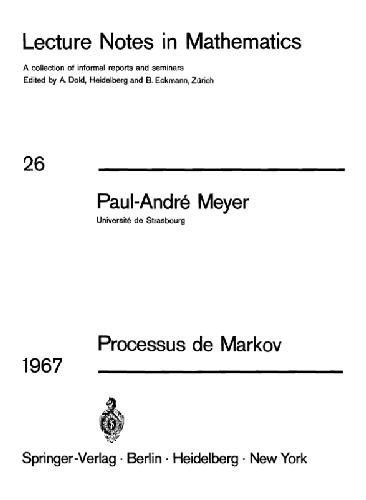 Lecture Notes in Mathematics
A collection of informal reports and seminars
Edited by A. Dold, Heidelberg and B. Eckmann, Zürich
26
Paul-André Meyer
Université de Strasbourg
Processus de Markov
1967
Springer-Verlag · Berlin · Heidelberg · New York